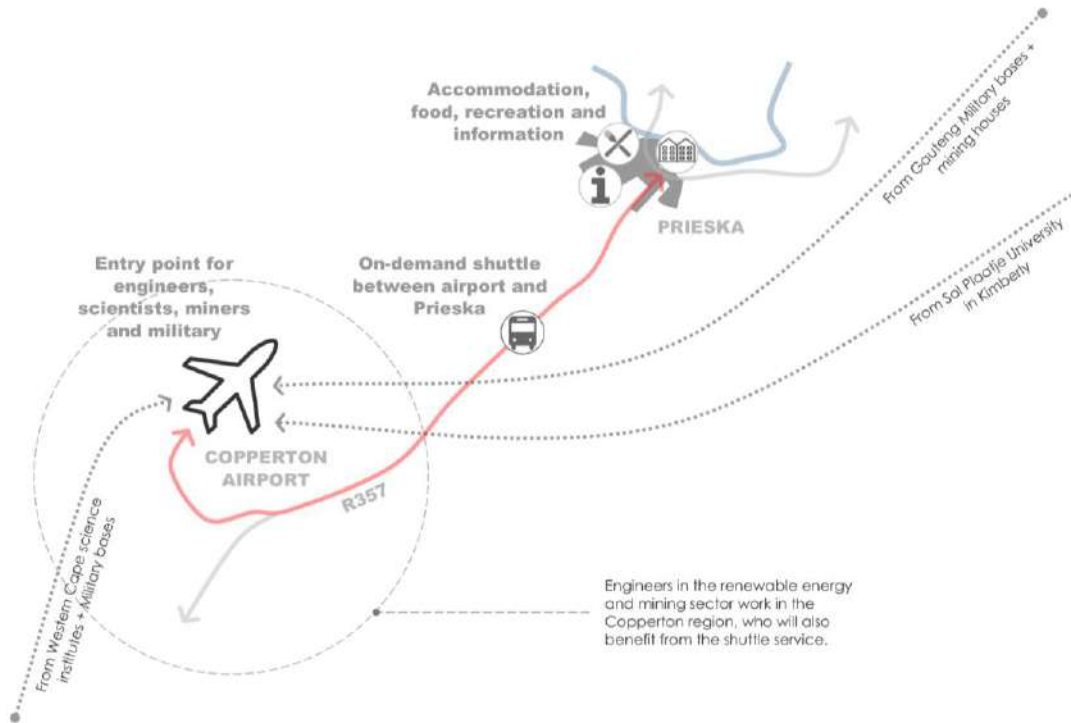 From Gauteng Military bases +
mining houses
Accommodation,
food, recreation and
information
i
PRIESKA
From Sol Plaatje University
in Kimberly
Entry point for
engineers,
scientists, miners
and military
On-demand shuttle
between airport and
Prieska
COPPERTON
AIRPORT
R357
From Western Cape science
institutes + Military bases
Engineers in the renewable energy
and mining sector work in the
Copperton region, who will also
benefit from the shuttle service.